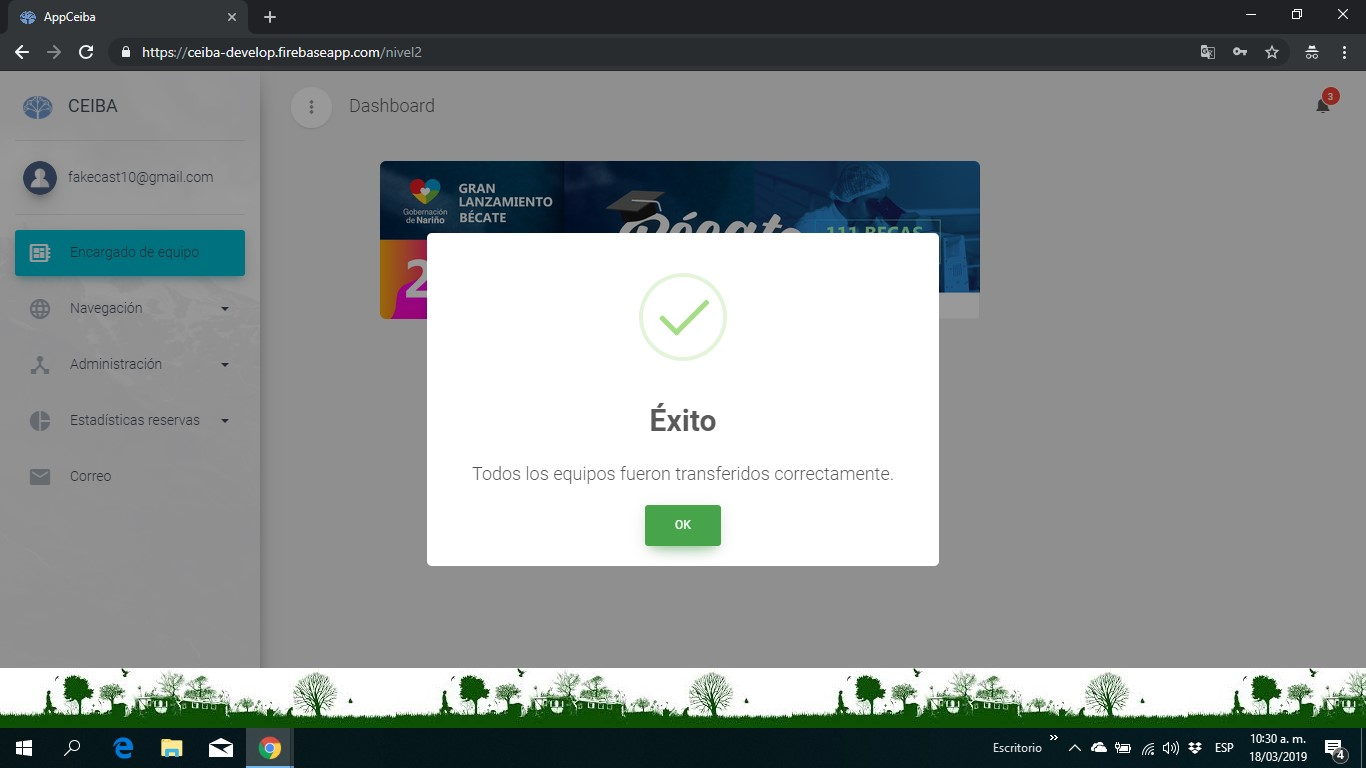 AppCeiba
https://ceiba-develop.firebaseapp.com/nivel2
CEIBA
Dashboard
3
fakecast10@gmail.com
Gobernación
de Nariño
GRAN
LANZAMIENTO
BÉCATE
Bécate
111 BECAS
2
Encargado de equipo
Navegación
Administración
Estadísticas reservas
Correo
Éxito
Todos los equipos fueron transferidos correctamente.
OK
Escritorio
ESP
10:30 a. m.
18/03/2019
4